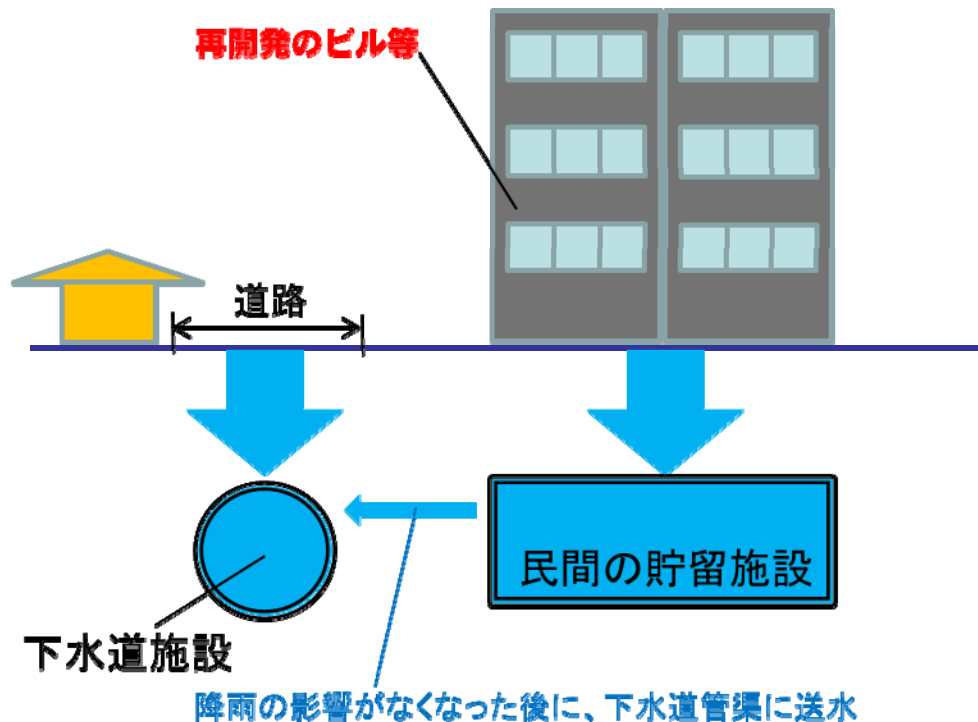 再開発のビル等
道路
民間の貯留施設
下水道施設
降雨の影響がなくなった後に、下水道管渠に送水